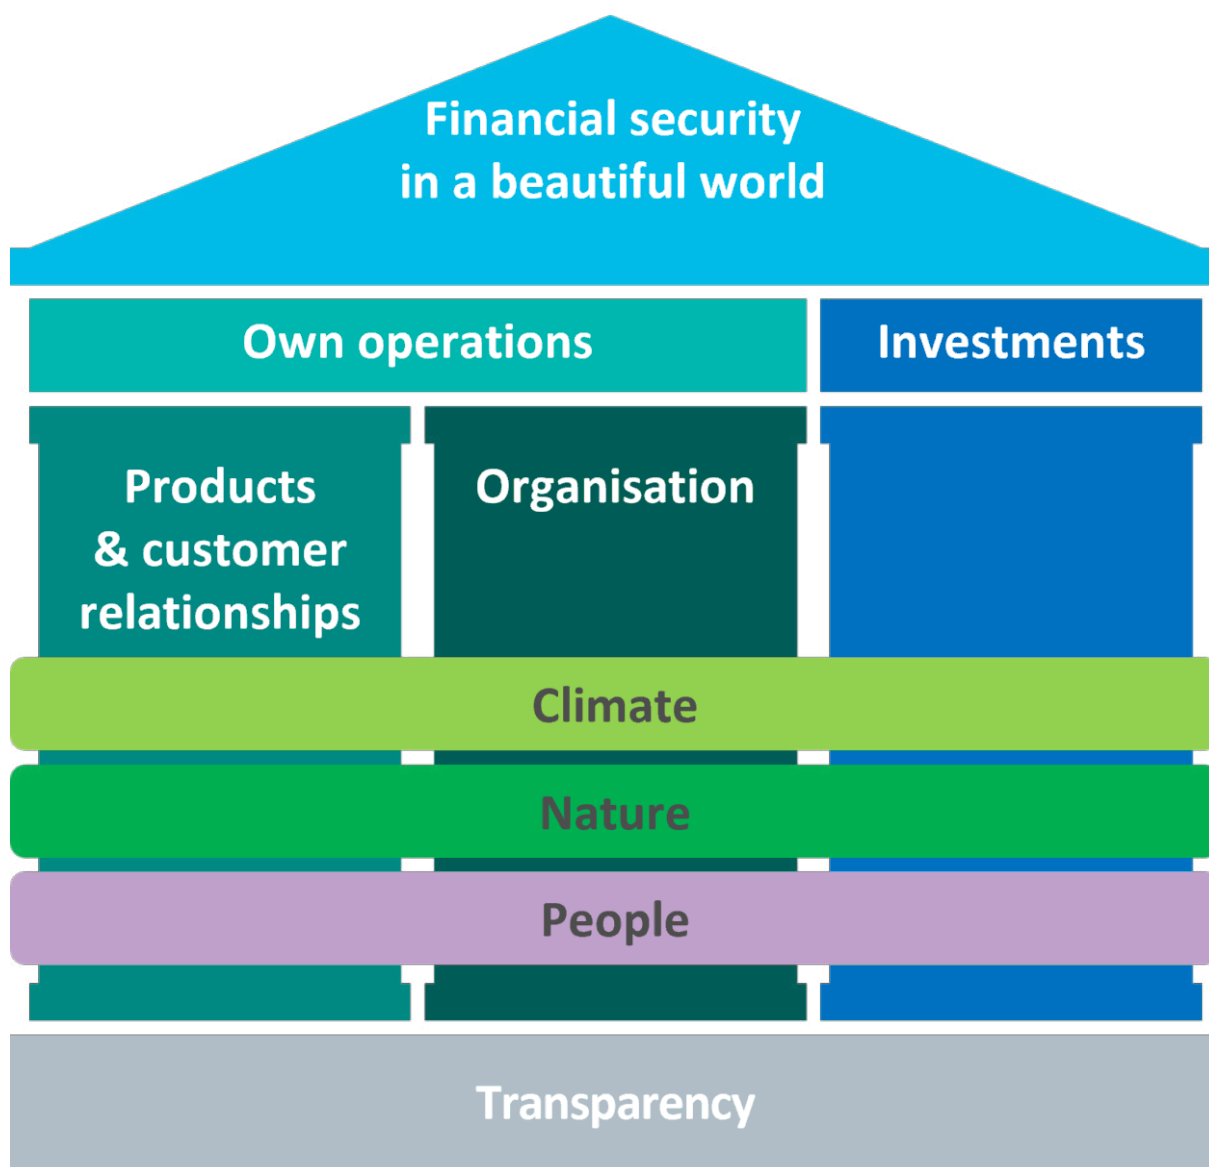 Financial security
in a beautiful world
Own operations
Investments
Products
& customer
relationships
Organisation
Climate
Nature
People
Transparency